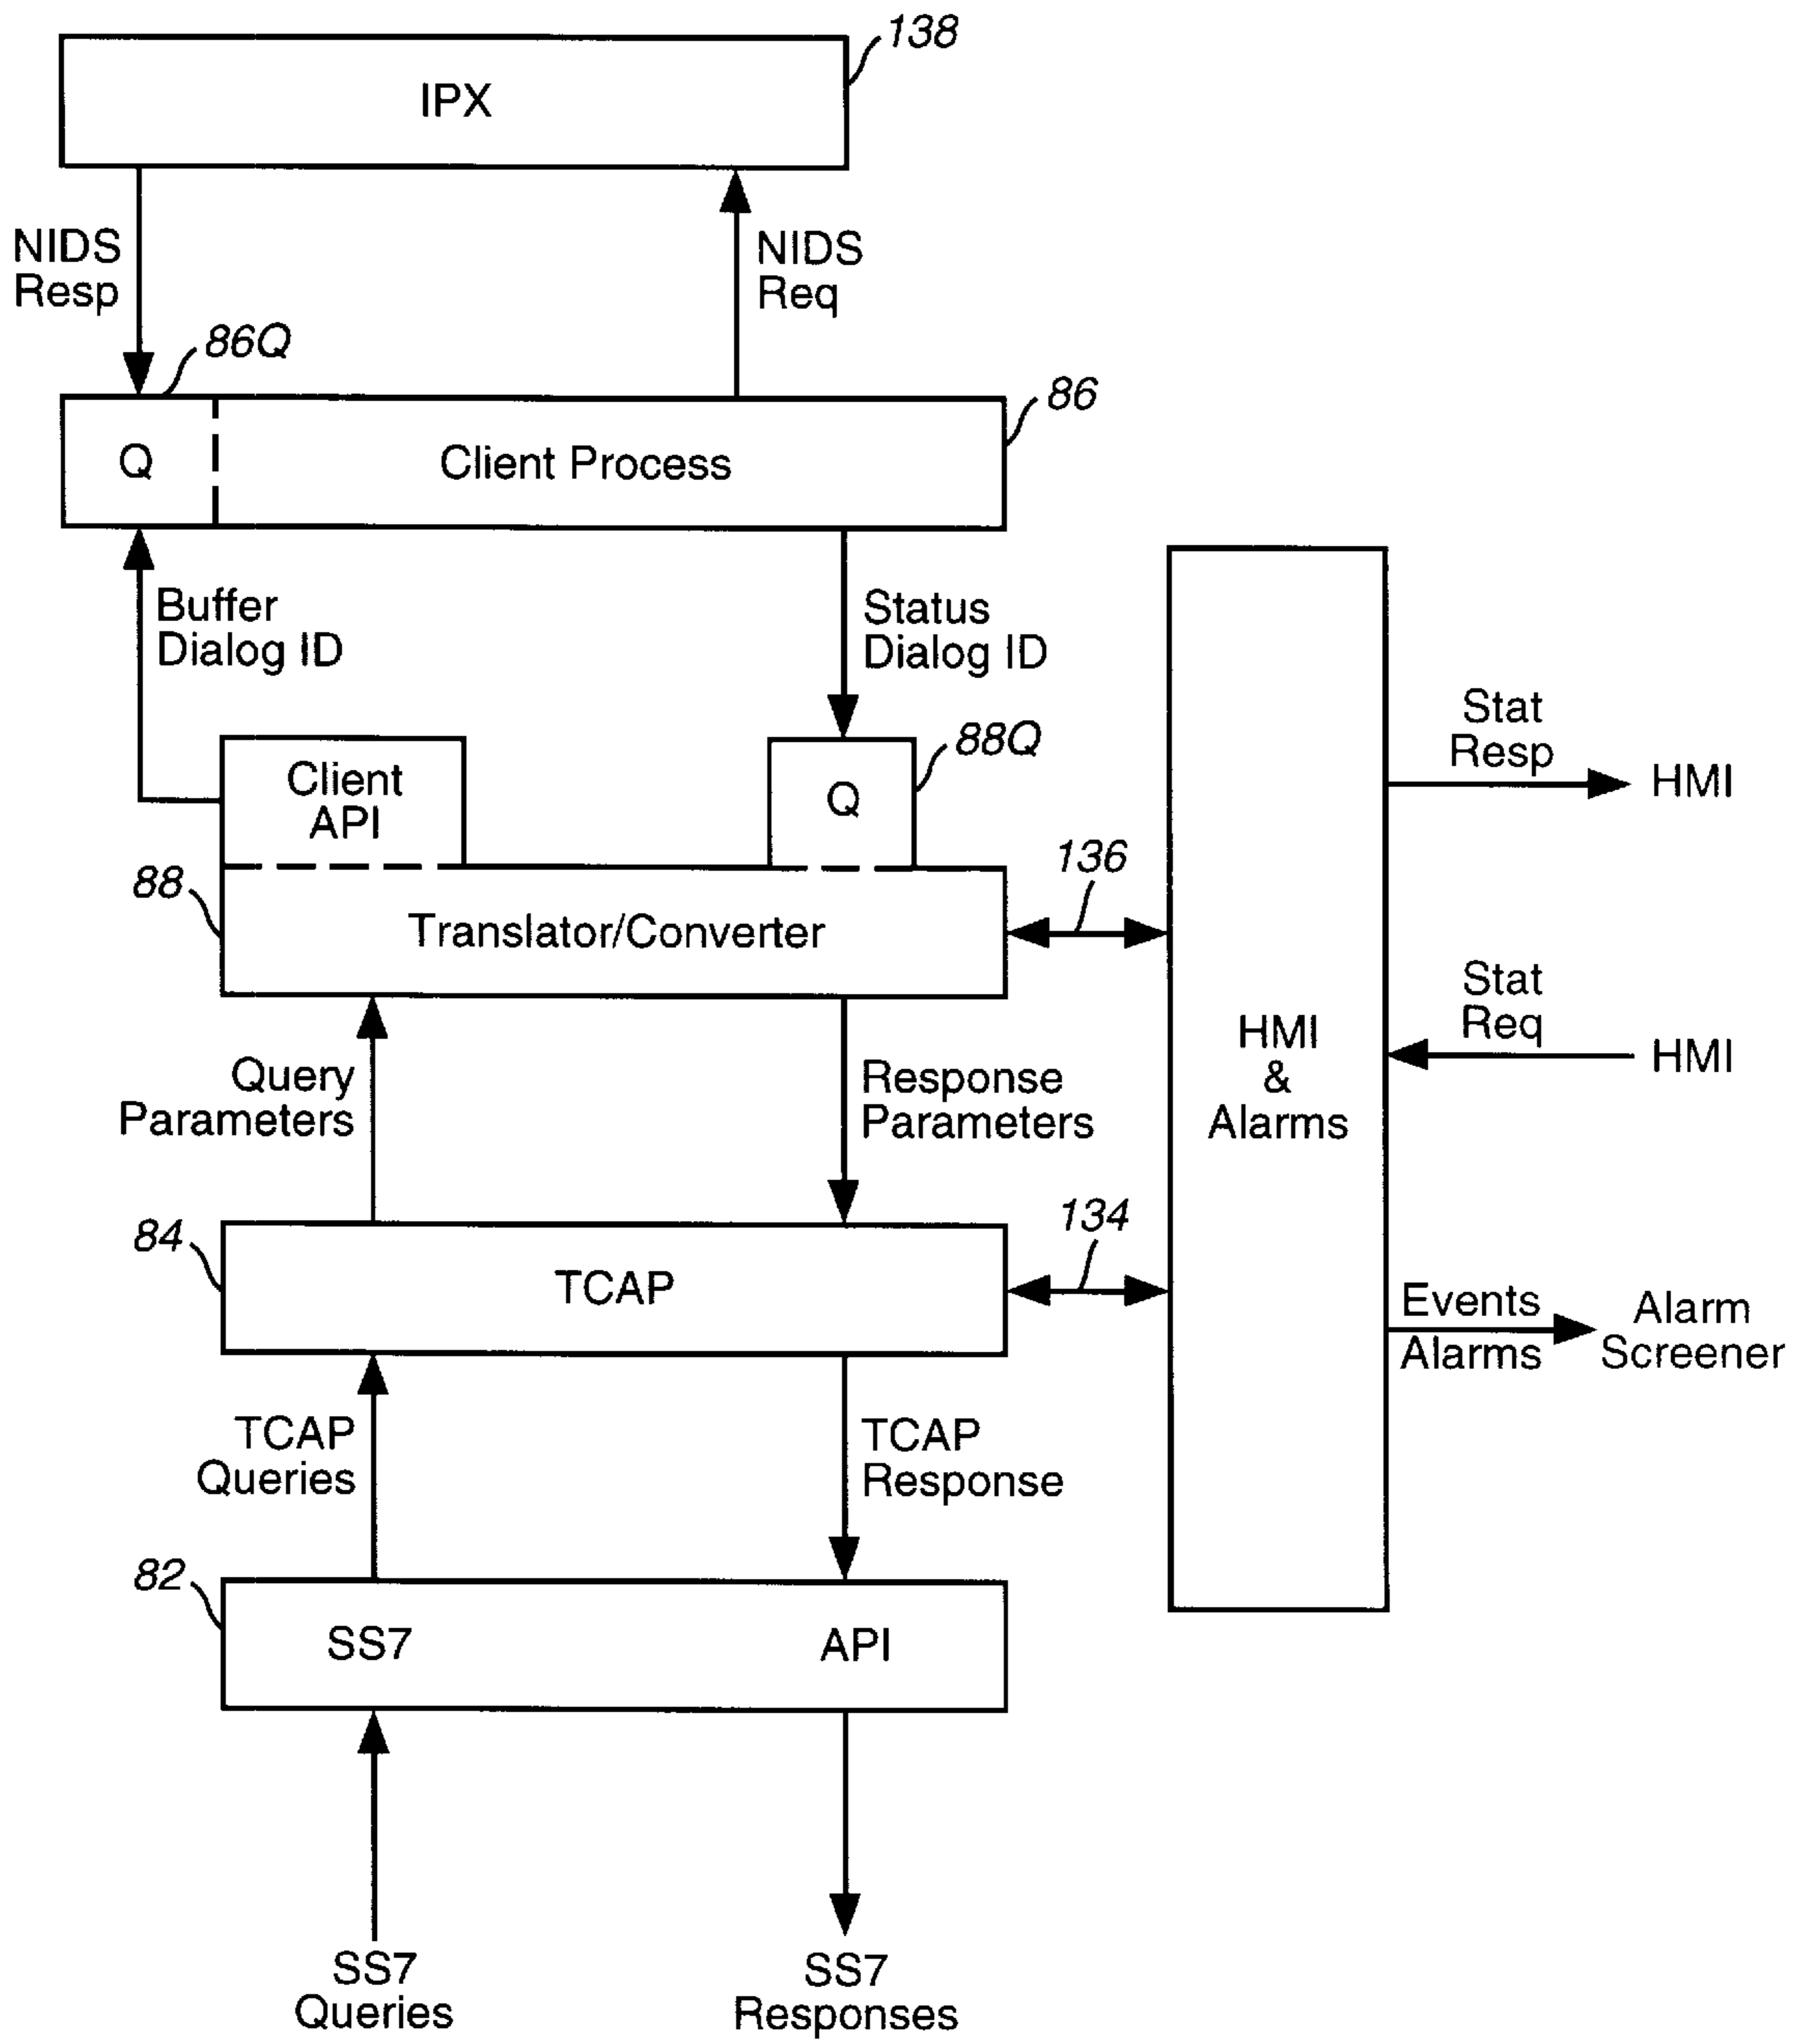 138
IPX
NIDS
Resp
NIDS
Req
86Q
86
Q
Client Process
Buffer
Dialog ID
Status
Dialog ID
Client
API
88Q
Q
88
Translator/Converter
136
Stat
Resp
HMI
Stat
Req
HMI
HMI
&
Alarms
Query
Parameters
Response
Parameters
84
TCAP
134
Events
Alarms
Alarm
Screener
TCAP
Queries
TCAP
Response
82
SS7 API
SS7
Queries
SS7
Responses